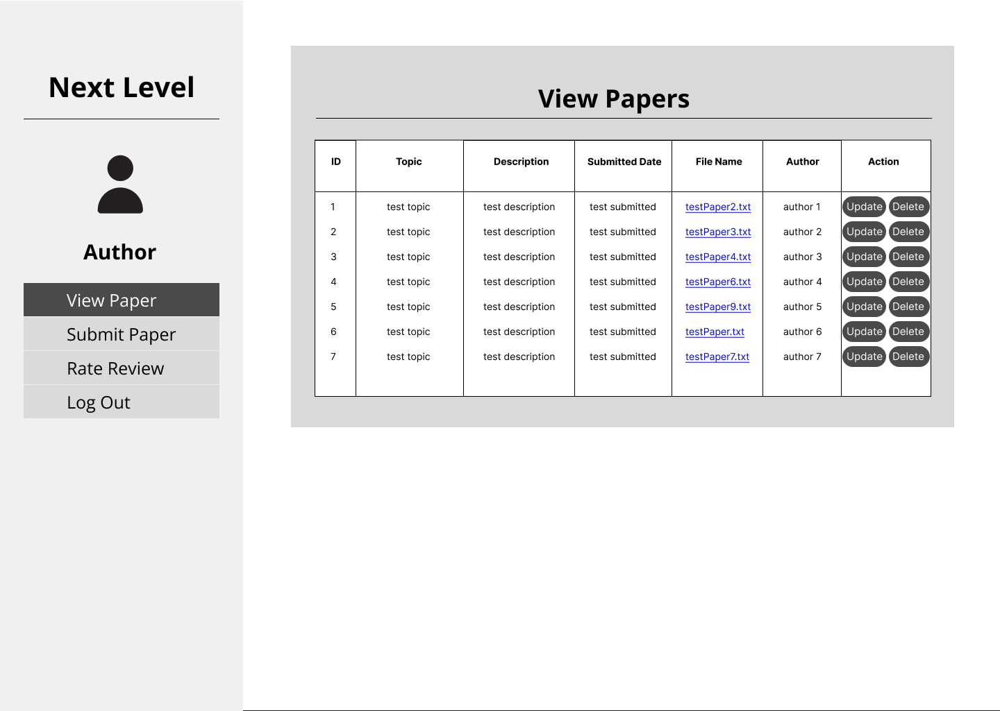 Next Level
Author
View Paper
Submit Paper
Rate Review
Log Out
View Papers
ID Topic Description Submitted Date File Name Author Action
1 test topic test description test submitted testPaper2.txt author 1 Update Delete
2 test topic test description test submitted testPaper3.txt author 2 Update Delete
3 test topic test description test submitted testPaper4.txt author 3 Update Delete
4 test topic test description test submitted testPaper6.txt author 4 Update Delete
5 test topic test description test submitted testPaper9.txt author 5 Update Delete
6 test topic test description test submitted testPaper.txt author 6 Update Delete
7 test topic test description test submitted testPaper7.txt author 7 Update Delete